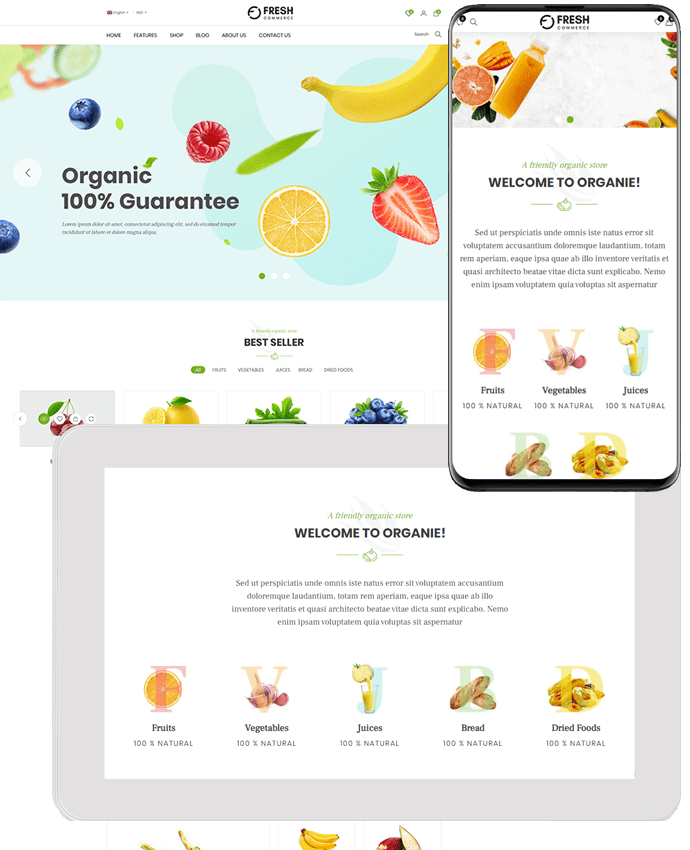 English
USD
FRESH
COMMERCE
HOME FEATURES SHOP BLOG ABOUT US CONTACT US
Search
Organic
100% Guarantee
Lorem ipsum dolor sit amet, consectetur adipiscing elit, sed do eiusmod tempor
incididunt ut labore et dolore magna aliqua.
A friendly organic store
BEST SELLER
All FRUITS VEGETABLES JUICES BREAD DRIED FOODS
FRESH
COMMERCE
A friendly organic store
WELCOME TO ORGANIE!
Sed ut perspiciatis unde omnis iste natus error sit
voluptatem accusantium doloremque laudantium, totam
rem aperiam, eaque ipsa quae ab illo inventore veritatis et
quasi architecto beatae vitae dicta sunt explicabo. Nemo
enim ipsam voluptatem quia voluptas sit aspernatur
F V J
Fruits Vegetables Juices
100 % NATURAL 100 % NATURAL 100 % NATURAL
B D
A friendly organic store
WELCOME TO ORGANIE!
Sed ut perspiciatis unde omnis iste natus error sit voluptatem accusantium
doloremque laudantium, totam rem aperiam, eaque ipsa quae ab illo
inventore veritatis et quasi architecto beatae vitae dicta sunt explicabo. Nemo
enim ipsam voluptatem quia voluptas sit aspernatur
F V J B D
Fruits Vegetables Juices Bread Dried Foods
100 % NATURAL 100 % NATURAL 100 % NATURAL 100 % NATURAL 100 % NATURAL